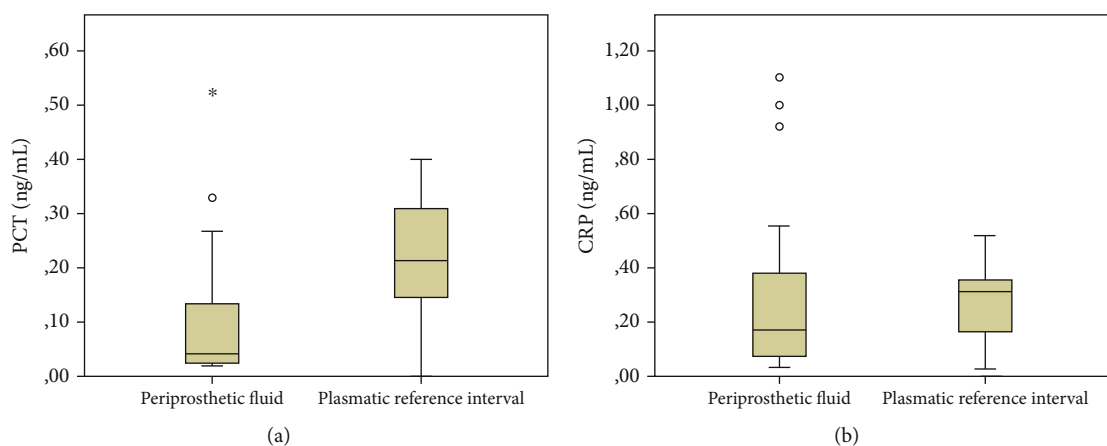 PCT (ng/mL)
,60
,50
,40
,30
,20
,10
,00
*
Periprosthetic fluid
Plasmatic reference interval
(a)
CRP (ng/mL)
1,20
1,00
,80
,60
,40
,20
,00
Periprosthetic fluid
Plasmatic reference interval
(b)